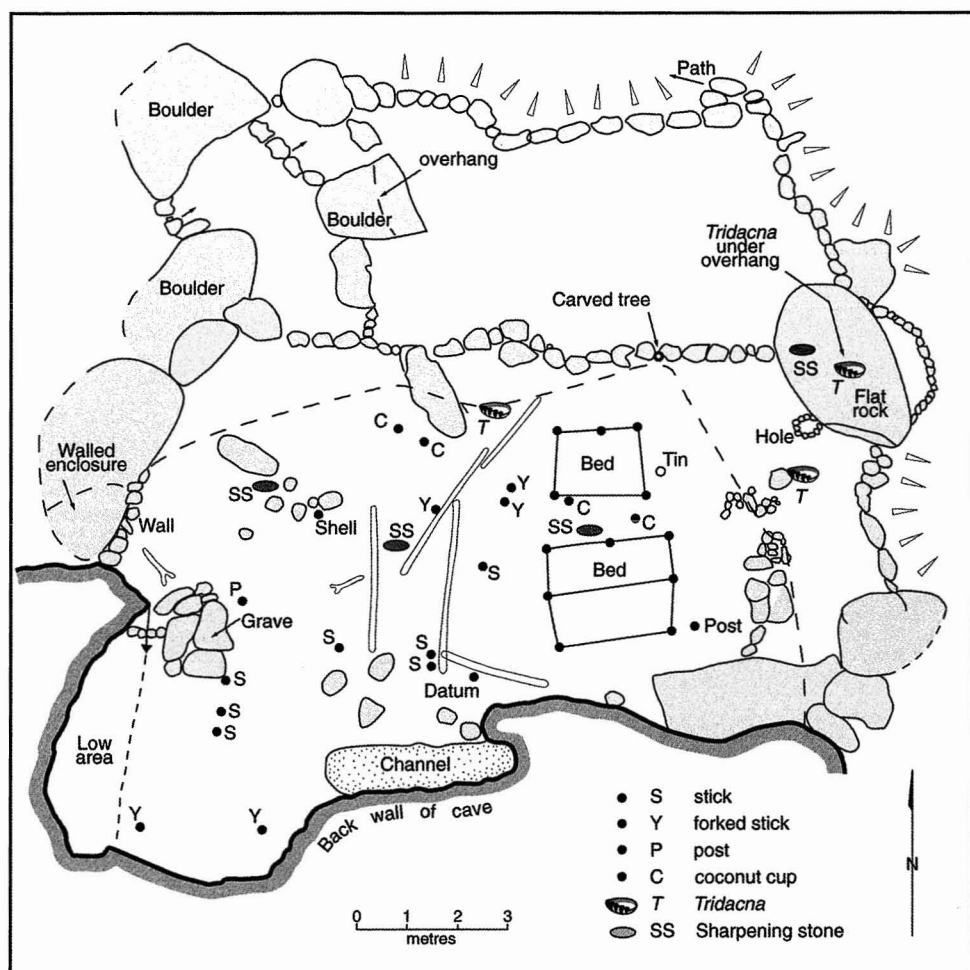 Path
Boulder
overhang
Boulder
Tridacna
under
overhang
Boulder
Carved tree
SS
T
Flat
rock
C
C
T
Hole
Walled
enclosure
Bed
Tin
SS
Y
Y
Y
C
T
Shell
SS
SS
C
Wall
S
Bed
P
Grave
Post
S
S
S
S
Datum
S
S
Low
area
Channel
Y
Y
Back wall of cave
S stick
Y forked stick
P post
C coconut cup
T Tridacna
SS Sharpening stone
N
0 1 2 3
metres